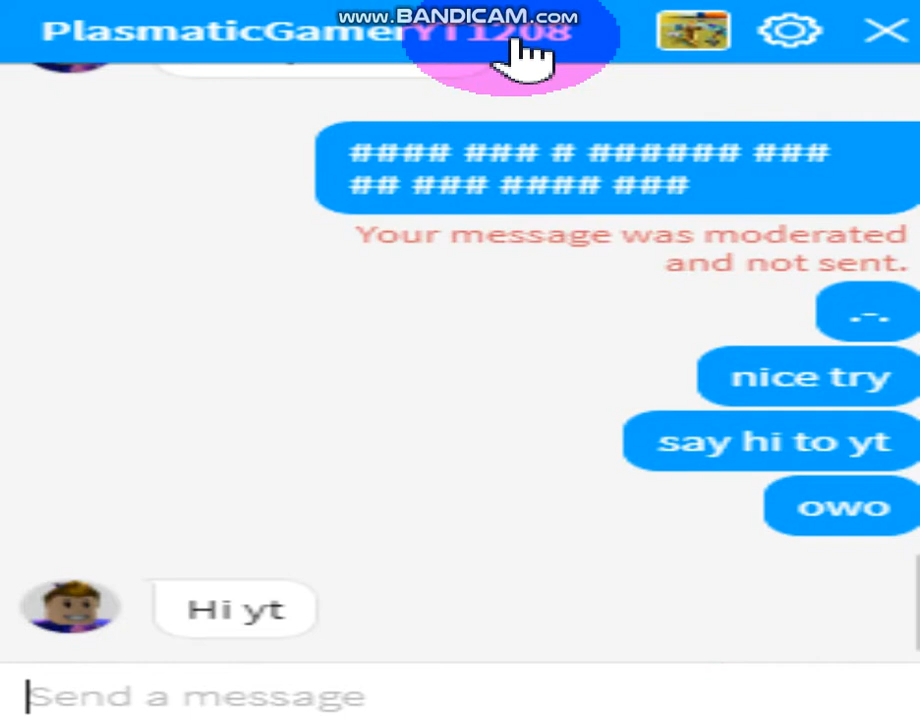 www.BANDICAM.com
PlasmaticGamerYT1208
#### ### # ###### ###
## ### #### ###
Your message was moderated
and not sent.
.-.
nice try
say hi to yt
owo
Hi yt
Send a message